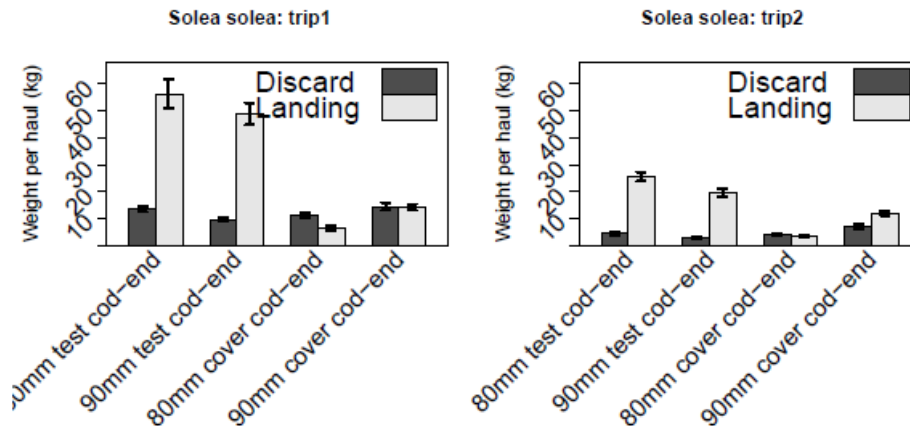 Solea solea: trip1
Weight per haul (kg)
60
50
40
30
20
10
Discard
Landing
80mm test cod-end
90mm test cod-end
80mm cover cod-end
90mm cover cod-end
Solea solea: trip2
Weight per haul (kg)
60
50
40
30
20
10
Discard
Landing
80mm test cod-end
90mm test cod-end
80mm cover cod-end
90mm cover cod-end